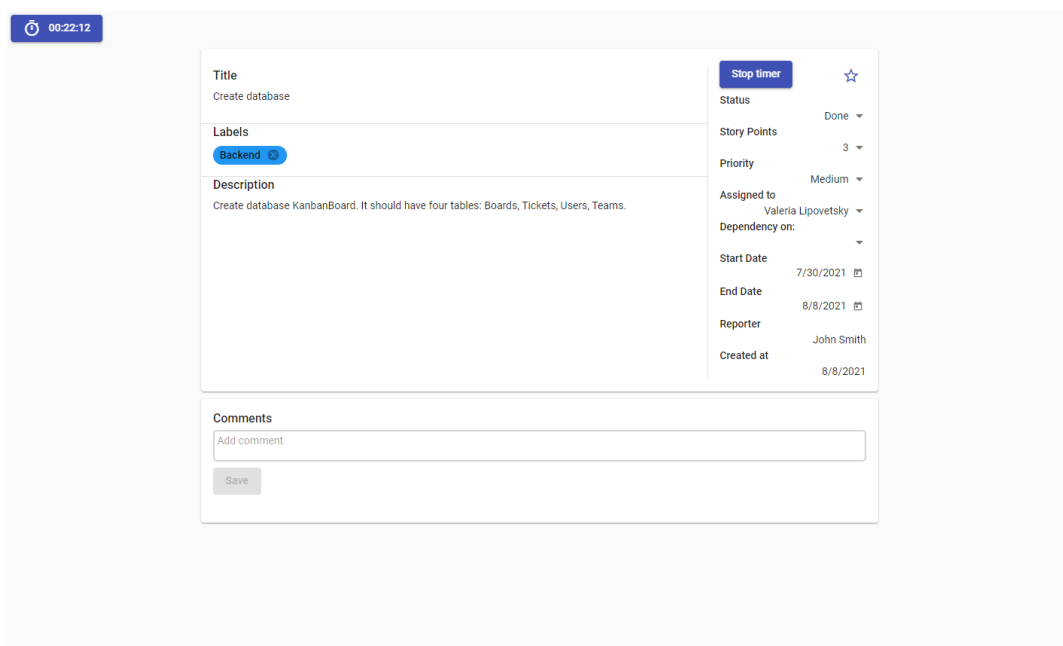 00:22:12
Title
Create database
Labels
Backend
Description
Create database KanbanBoard. It should have four tables: Boards, Tickets, Users, Teams.
Stop timer
Status
Done
Story Points
3
Priority
Medium
Assigned to
Valeria Lipovetsky
Dependency on:
Start Date
7/30/2021
End Date
8/8/2021
Reporter
John Smith
Created at
8/8/2021
Comments
Add comment
Save